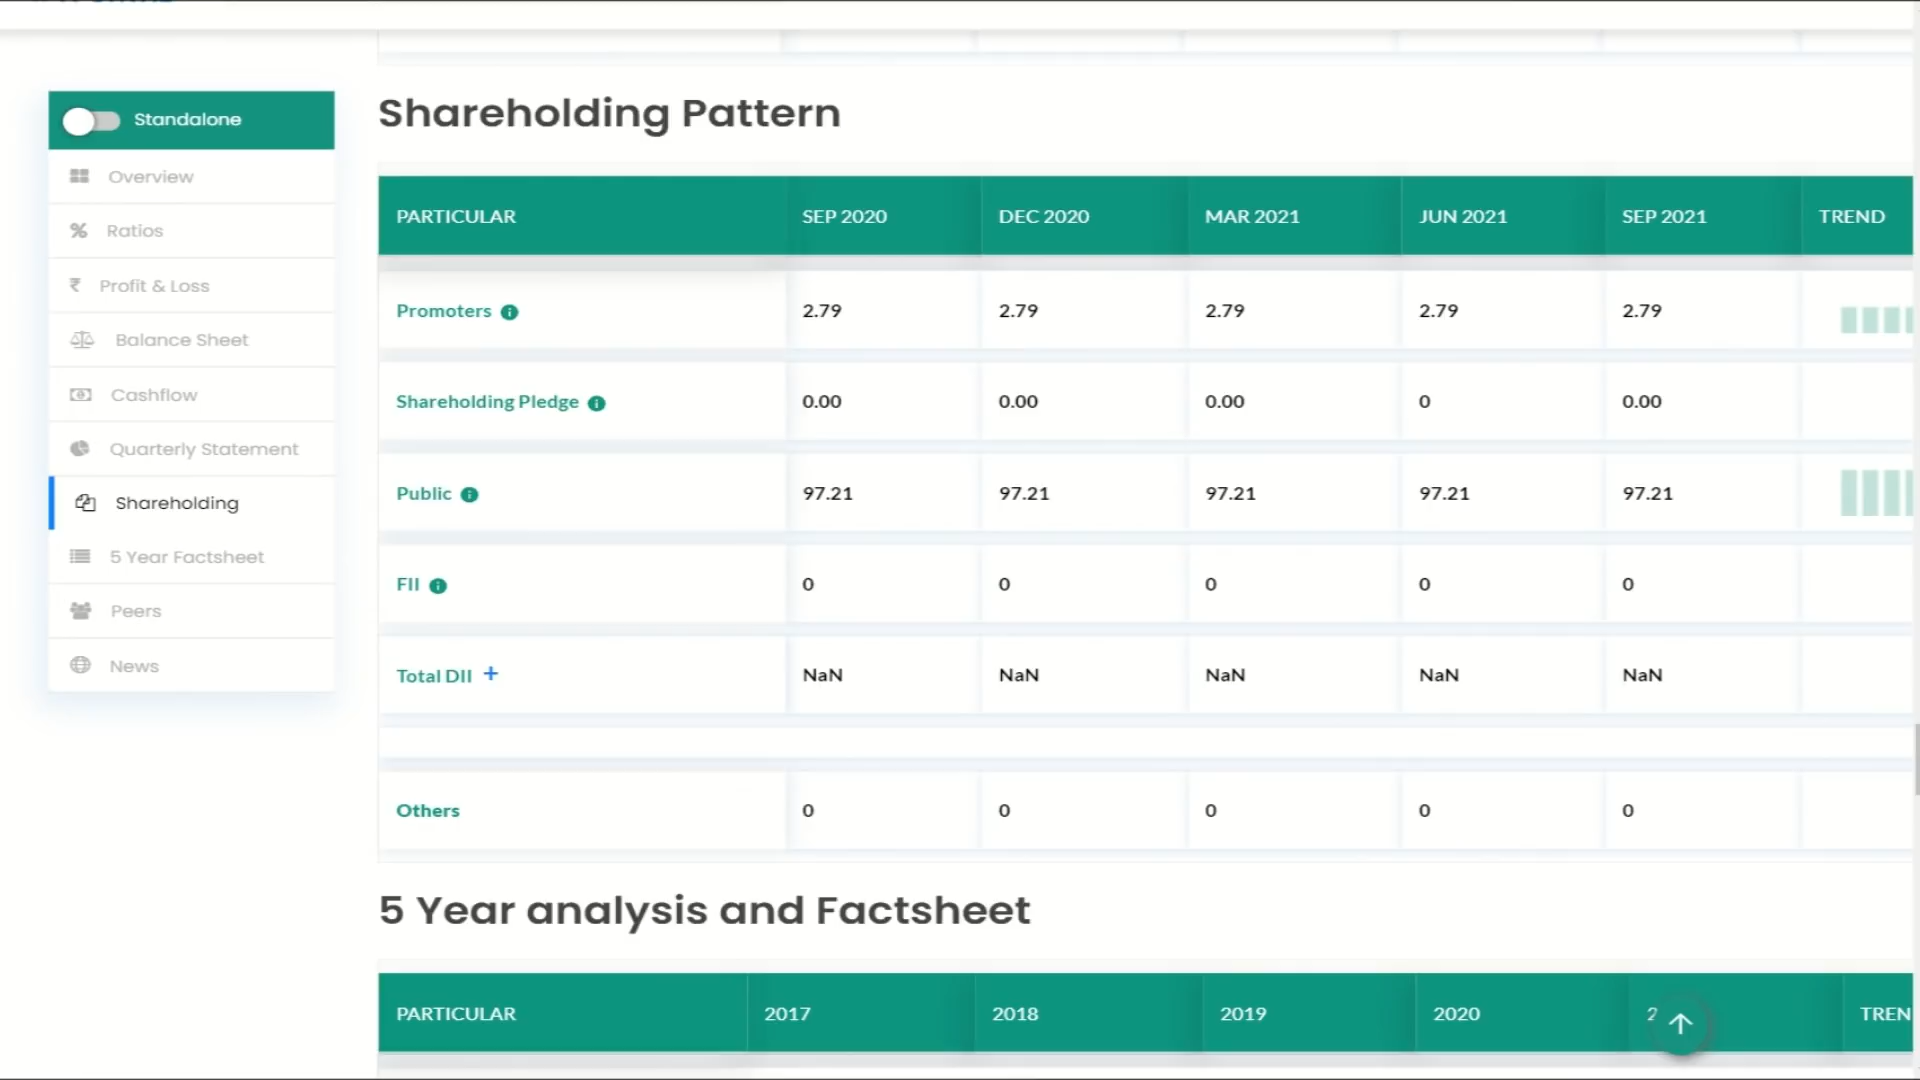 Standalone
Overview
Ratios
Profit & Loss
Balance Sheet
Cashflow
Quarterly Statement
Shareholding
5 Year Factsheet
Peers
News
Shareholding Pattern
PARTICULAR SEP 2020 DEC 2020 MAR 2021 JUN 2021 SEP 2021 TREND
Promoters 2.79 2.79 2.79 2.79 2.79
Shareholding Pledge 0.00 0.00 0.00 0 0.00
Public 97.21 97.21 97.21 97.21 97.21
FII 0 0 0 0 0
Total DII + NaN NaN NaN NaN NaN
Others 0 0 0 0 0
5 Year analysis and Factsheet
PARTICULAR 2017 2018 2019 2020 2 TREN